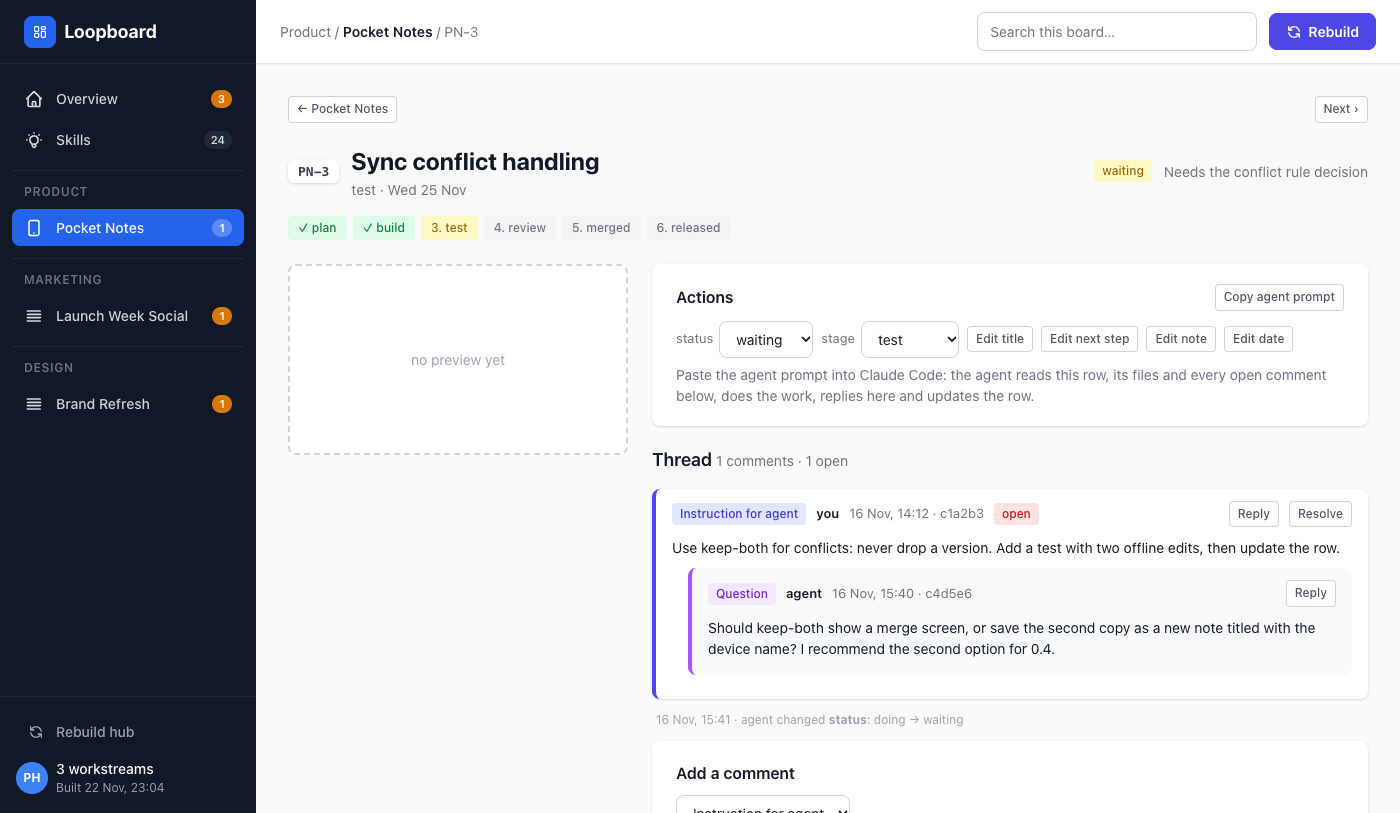 Loopboard
Product / Pocket Notes / PN-3
Search this board...
Rebuild
Overview 3
Skills 24
PRODUCT
Pocket Notes 1
MARKETING
Launch Week Social 1
DESIGN
Brand Refresh 1
Rebuild hub
PH
3 workstreams
Built 22 Nov, 23:04
← Pocket Notes
Next ›
PN–3
Sync conflict handling
test · Wed 25 Nov
waiting Needs the conflict rule decision
✓ plan ✓ build 3. test 4. review 5. merged 6. released
no preview yet
Actions
Copy agent prompt
status waiting stage test Edit title Edit next step Edit note Edit date
Paste the agent prompt into Claude Code: the agent reads this row, its files and every open comment
below, does the work, replies here and updates the row.
Thread 1 comments · 1 open
Instruction for agent you 16 Nov, 14:12 · c1a2b3 open Reply Resolve
Use keep-both for conflicts: never drop a version. Add a test with two offline edits, then update the row.
Question agent 16 Nov, 15:40 · c4d5e6 Reply
Should keep-both show a merge screen, or save the second copy as a new note titled with the
device name? I recommend the second option for 0.4.
16 Nov, 15:41 · agent changed status: doing → waiting
Add a comment
Instruction for agent